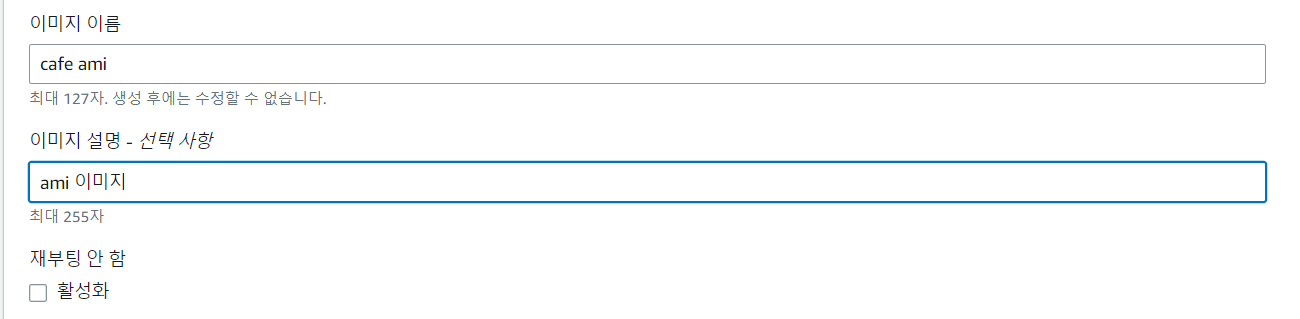 이미지 이름
cafe ami
최대 127자. 생성 후에는 수정할 수 없습니다.
이미지 설명 - 선택 사항
ami 이미지
최대 255자
재부팅 안 함
활성화